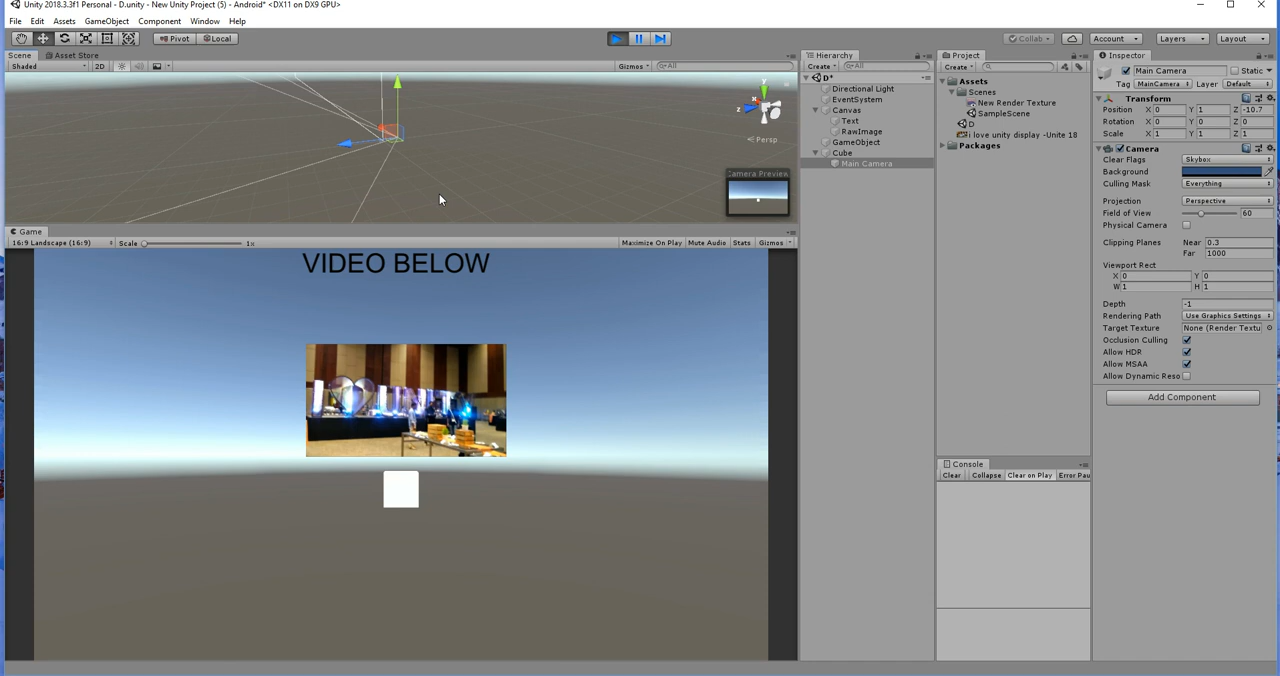 Unity 2018.3.3f1 Personal - D.unity - New Unity Project (5) - Android* <DX11 on DX9 GPU>
File Edit Assets GameObject Component Window Help
Pivot Local Collab Account Layers Layout
Scene Asset Store
Shaded 2D Gizmos All
y
x
z
Persp
Camera Preview
Game
16:9 Landscape (16:9) Scale 1x Maximize On Play Mute Audio Stats Gizmos
VIDEO BELOW
Hierarchy
Create All
D*
Directional Light
EventSystem
Canvas
Text
RawImage
GameObject
Cube
Main Camera
Project
Create
Assets
Scenes
New Render Texture
SampleScene
D
i love unity display -Unite 18
Packages
Console
Clear Collapse Clear on Play Error Pau
Inspector
Main Camera Static
Tag MainCamera Layer Default
Transform
Position X 0 Y 1 Z -10.7
Rotation X 0 Y 0 Z 0
Scale X 1 Y 1 Z 1
Camera
Clear Flags Skybox
Background
Culling Mask Everything
Projection Perspective
Field of View 60
Physical Camera
Clipping Planes Near 0.3
Far 1000
Viewport Rect
X 0 Y 0
W 1 H 1
Depth -1
Rendering Path Use Graphics Settings
Target Texture None (Render Textu
Occlusion Culling
Allow HDR
Allow MSAA
Allow Dynamic Reso
Add Component